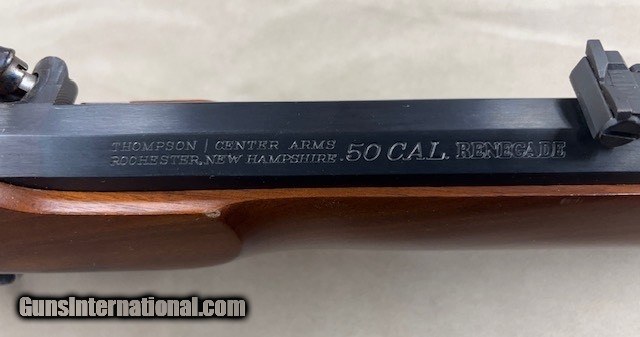 THOMPSON | CENTER ARMS
ROCHESTER, NEW HAMPSHIRE. .50 CAL. RENEGADE
GunsInternational.com